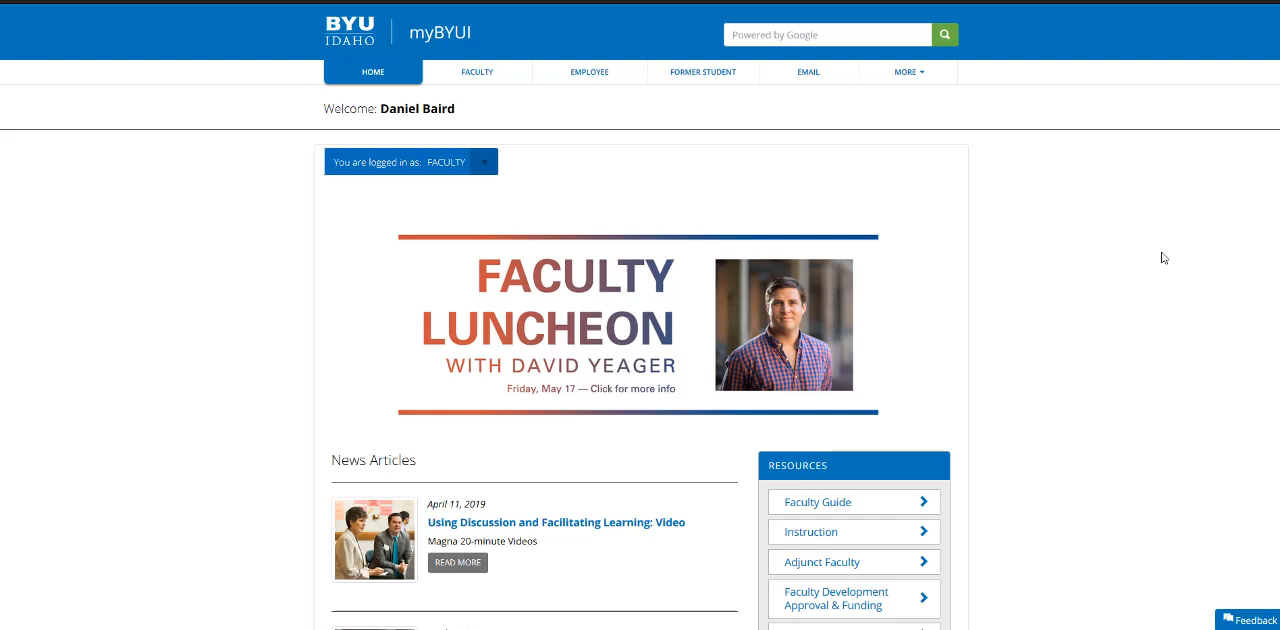 BYU
IDAHO
myBYUI
Powered by Google
HOME
FACULTY
EMPLOYEE
FORMER STUDENT
EMAIL
MORE
Welcome: Daniel Baird
You are logged in as: FACULTY
FACULTY
LUNCHEON
WITH DAVID YEAGER
Friday, May 17 — Click for more info
News Articles
April 11, 2019
Using Discussion and Facilitating Learning: Video
Magna 20-minute Videos
READ MORE
RESOURCES
Faculty Guide
Instruction
Adjunct Faculty
Faculty Development
Approval & Funding
Feedback